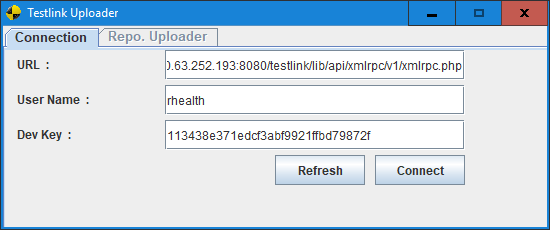 Testlink Uploader
Connection Repo. Uploader
URL : 0.63.252.193:8080/testlink/lib/api/xmlrpc/v1/xmlrpc.php
User Name : rhealth
Dev Key : 113438e371edcf3abf9921ffbd79872f
Refresh Connect